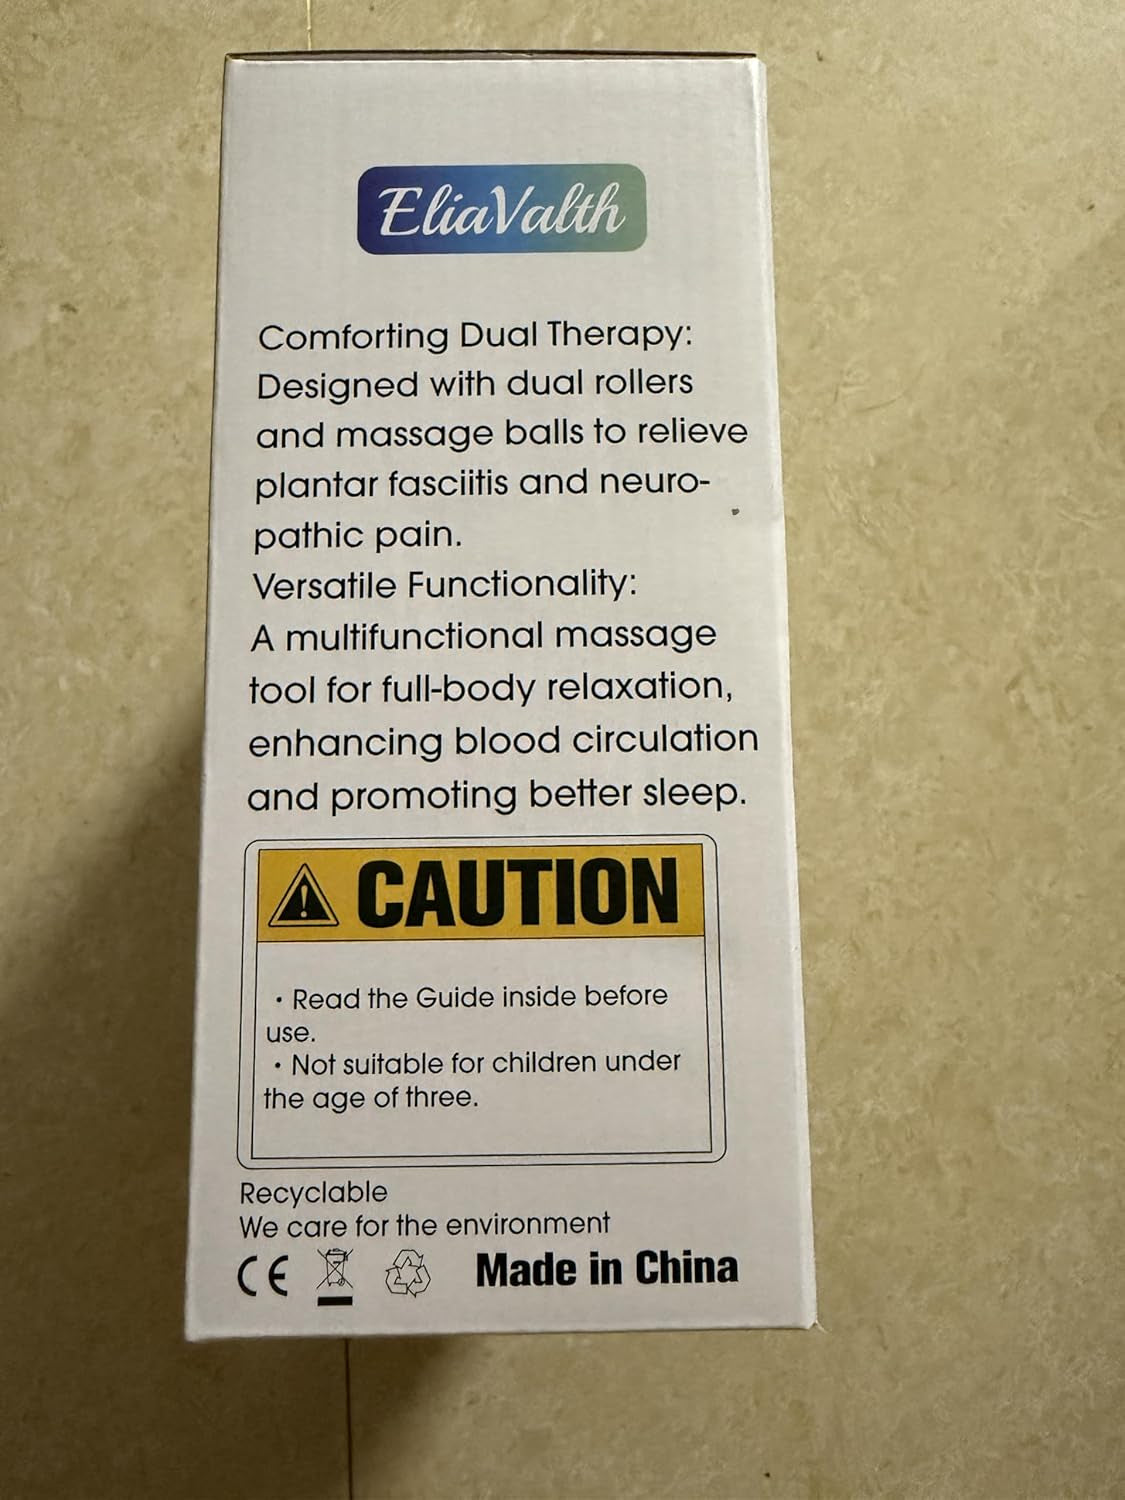 EliaValth
Comforting Dual Therapy:
Designed with dual rollers
and massage balls to relieve
plantar fasciitis and neuro-
pathic pain.
Versatile Functionality:
A multifunctional massage
tool for full-body relaxation,
enhancing blood circulation
and promoting better sleep.
CAUTION
· Read the Guide inside before
use.
· Not suitable for children under
the age of three.
Recyclable
We care for the environment
CE Made in China